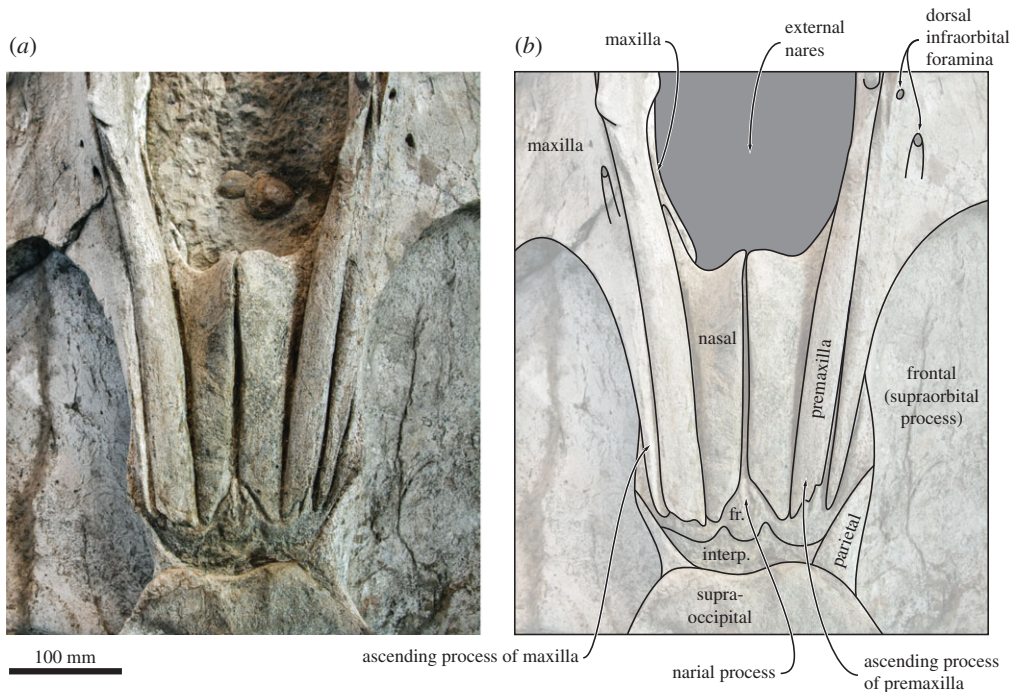 (a)
(b)
maxilla
external
nares
dorsal
infraorbital
foramina
maxilla
nasal
premaxilla
frontal
(supraorbital
process)
fr.
interp.
parietal
supra-
occipital
100 mm
ascending process of maxilla
narial process
ascending process
of premaxilla